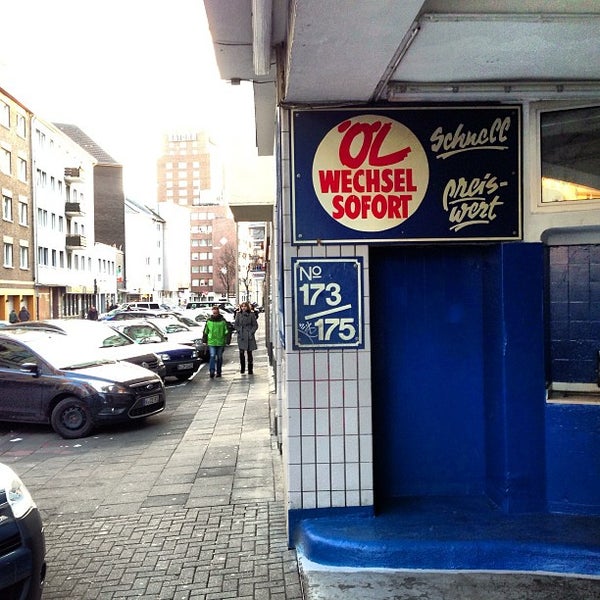 ÖL
WECHSEL
SOFORT
Schnell
preis-
wert
No
173/
175